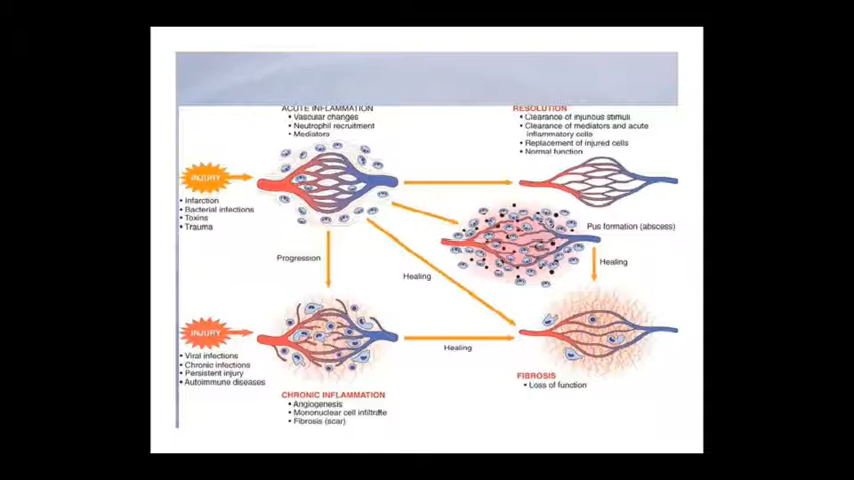 ACUTE INFLAMMATION
• Vascular changes
• Neutrophil recruitment
• Mediators
RESOLUTION
• Clearance of injurious stimuli
• Clearance of mediators and acute
inflammatory cells
• Replacement of injured cells
• Normal function
INJURY
• Infarction
• Bacterial infections
• Toxins
• Trauma
Pus formation (abscess)
Progression
Healing
Healing
INJURY
• Viral infections
• Chronic infections
• Persistent injury
• Autoimmune diseases
Healing
CHRONIC INFLAMMATION
• Angiogenesis
• Mononuclear cell infiltrate
• Fibrosis (scar)
FIBROSIS
• Loss of function